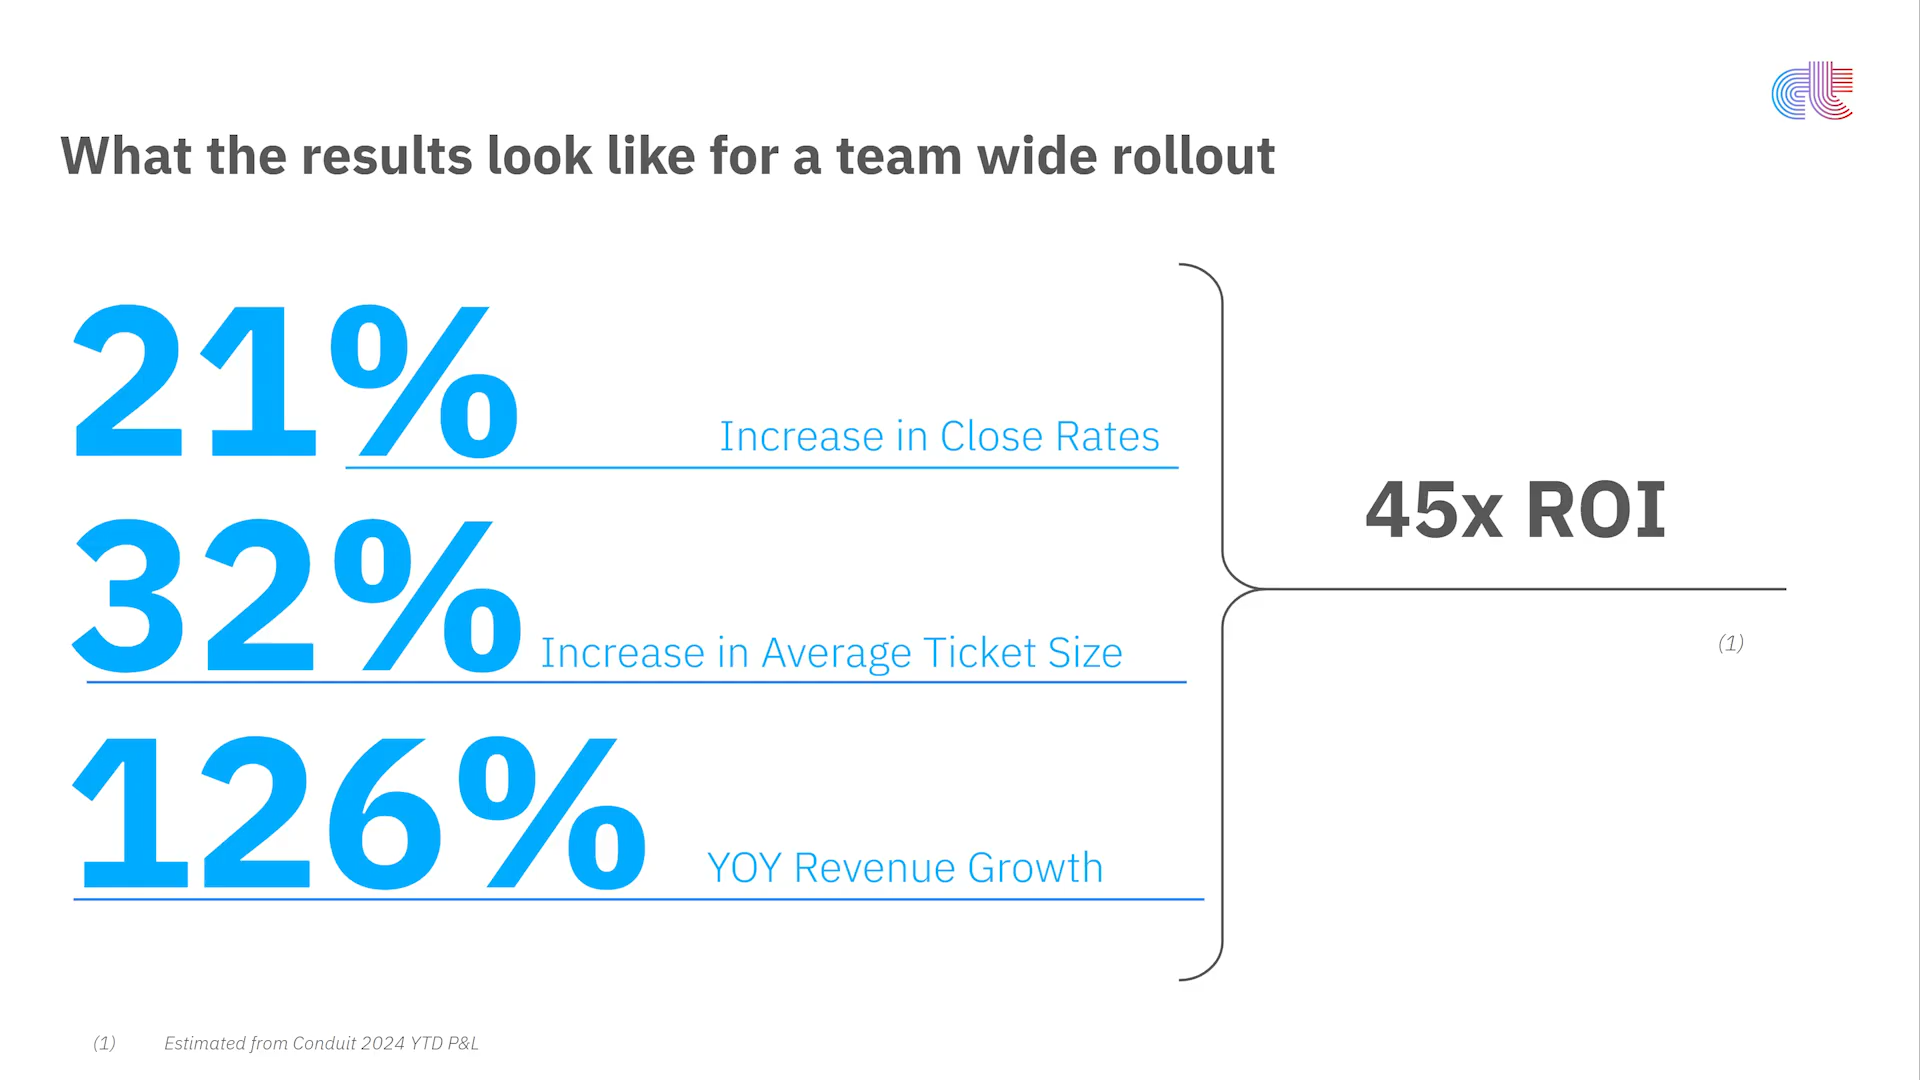 ct
What the results look like for a team wide rollout
21%
Increase in Close Rates
32%
Increase in Average Ticket Size
126%
YOY Revenue Growth
45x ROI
(1)
(1) Estimated from Conduit 2024 YTD P&L